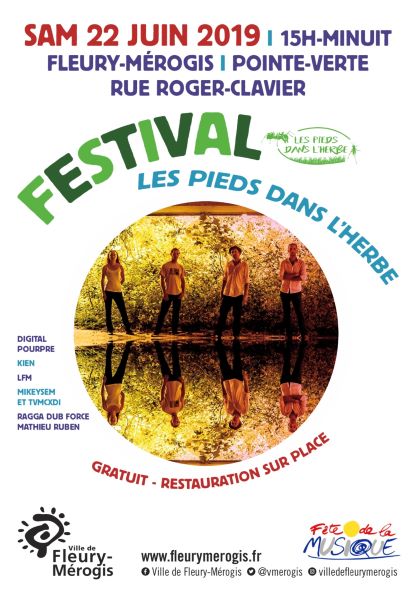 SAM 22 JUIN 2019 | 15H-MINUIT
FLEURY-MÉROGIS | POINTE-VERTE
RUE ROGER-CLAVIER
FESTIVAL
LES PIEDS
DANS L'HERBE
LES PIEDS DANS L'HERBE
DIGITAL
POURPRE
KIEN
LFM
MIKEYSEM
ET TVMCXDI
RAGGA DUB FORCE
MATHIEU RUBEN
GRATUIT - RESTAURATION SUR PLACE
Ville de
Fleury-
Mérogis
www.fleurymerogis.fr
Ville de Fleury-Mérogis @vmerogis villedefleurymerogis
Fête de la
MUSIQUE